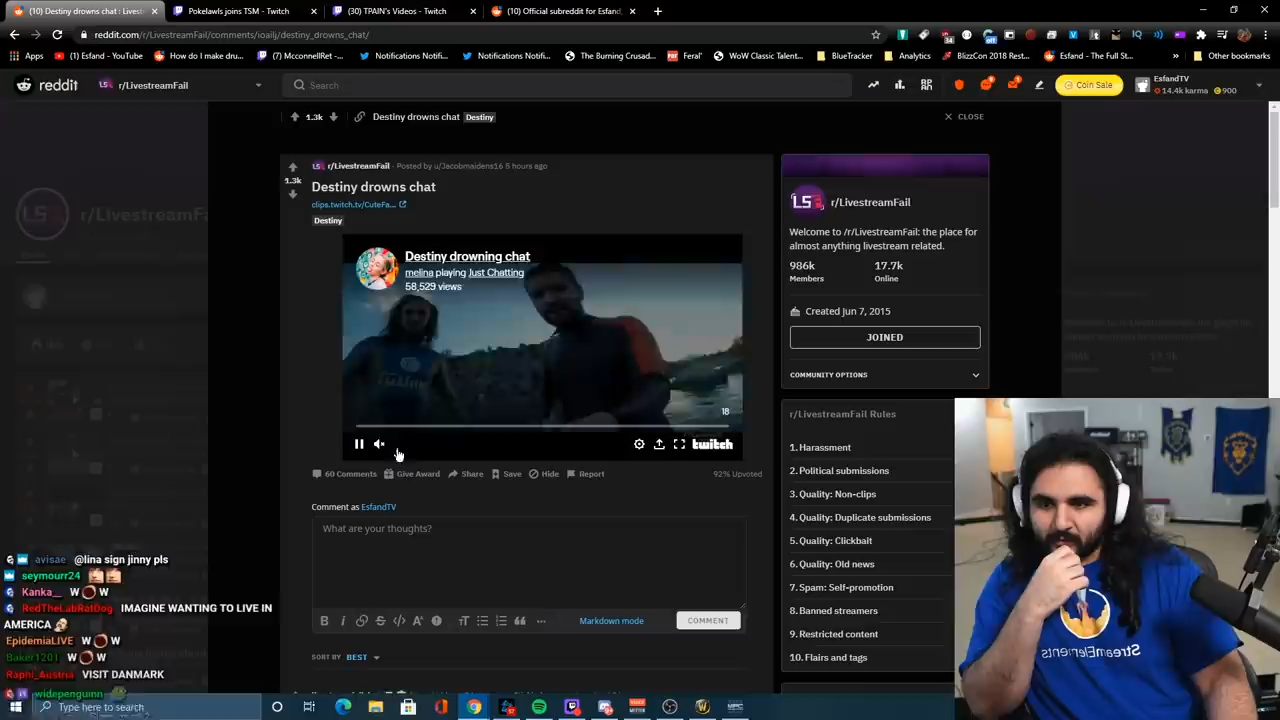 (10) Destiny drowns chat : Livest
Pokelawls joins TSM - Twitch
(30) TPAIN's Videos - Twitch
(10) Official subreddit for Esfand
reddit.com/r/LivestreamFail/comments/ioailj/destiny_drowns_chat/
Apps
(1) Esfand - YouTube
How do I make dru...
(7) McconnellRet - ...
Notifications Notifi...
Notifications Notifi...
The Burning Crusad...
Feral'
WoW Classic Talent...
BlueTracker
Analytics
BlizzCon 2018 Rest...
Esfand - The Full St...
Other bookmarks
reddit
r/LivestreamFail
Search
Coin Sale
EsfandTV
14.4k karma 900
1.3k
Destiny drowns chat Destiny
CLOSE
r/LivestreamFail · Posted by u/Jacobmaidens16 5 hours ago
1.3k
Destiny drowns chat
clips.twitch.tv/CuteFa...
Destiny
Destiny drowning chat
melina playing Just Chatting
58,529 views
18
twitch
60 Comments
Give Award
Share
Save
Hide
Report
92% Upvoted
Comment as EsfandTV
What are your thoughts?
Markdown mode
COMMENT
SORT BY BEST
LSF
r/LivestreamFail
Welcome to /r/LivestreamFail: the place for
almost anything livestream related.
986k
17.7k
Members
Online
Created Jun 7, 2015
JOINED
COMMUNITY OPTIONS
r/LivestreamFail Rules
1. Harassment
2. Political submissions
3. Quality: Non-clips
4. Quality: Duplicate submissions
5. Quality: Clickbait
6. Quality: Old news
7. Spam: Self-promotion
8. Banned streamers
9. Restricted content
10. Flairs and tags
avisae @lina sign jinny pls
seymourr24
Kanka__ W W
RedTheLabRatDog IMAGINE WANTING TO LIVE IN
AMERICA
EpidemiaLIVE W W
Baker1201 W W
Raphi_Austria VISIT DANMARK
widepenguinn
Type here to search
StreamElements